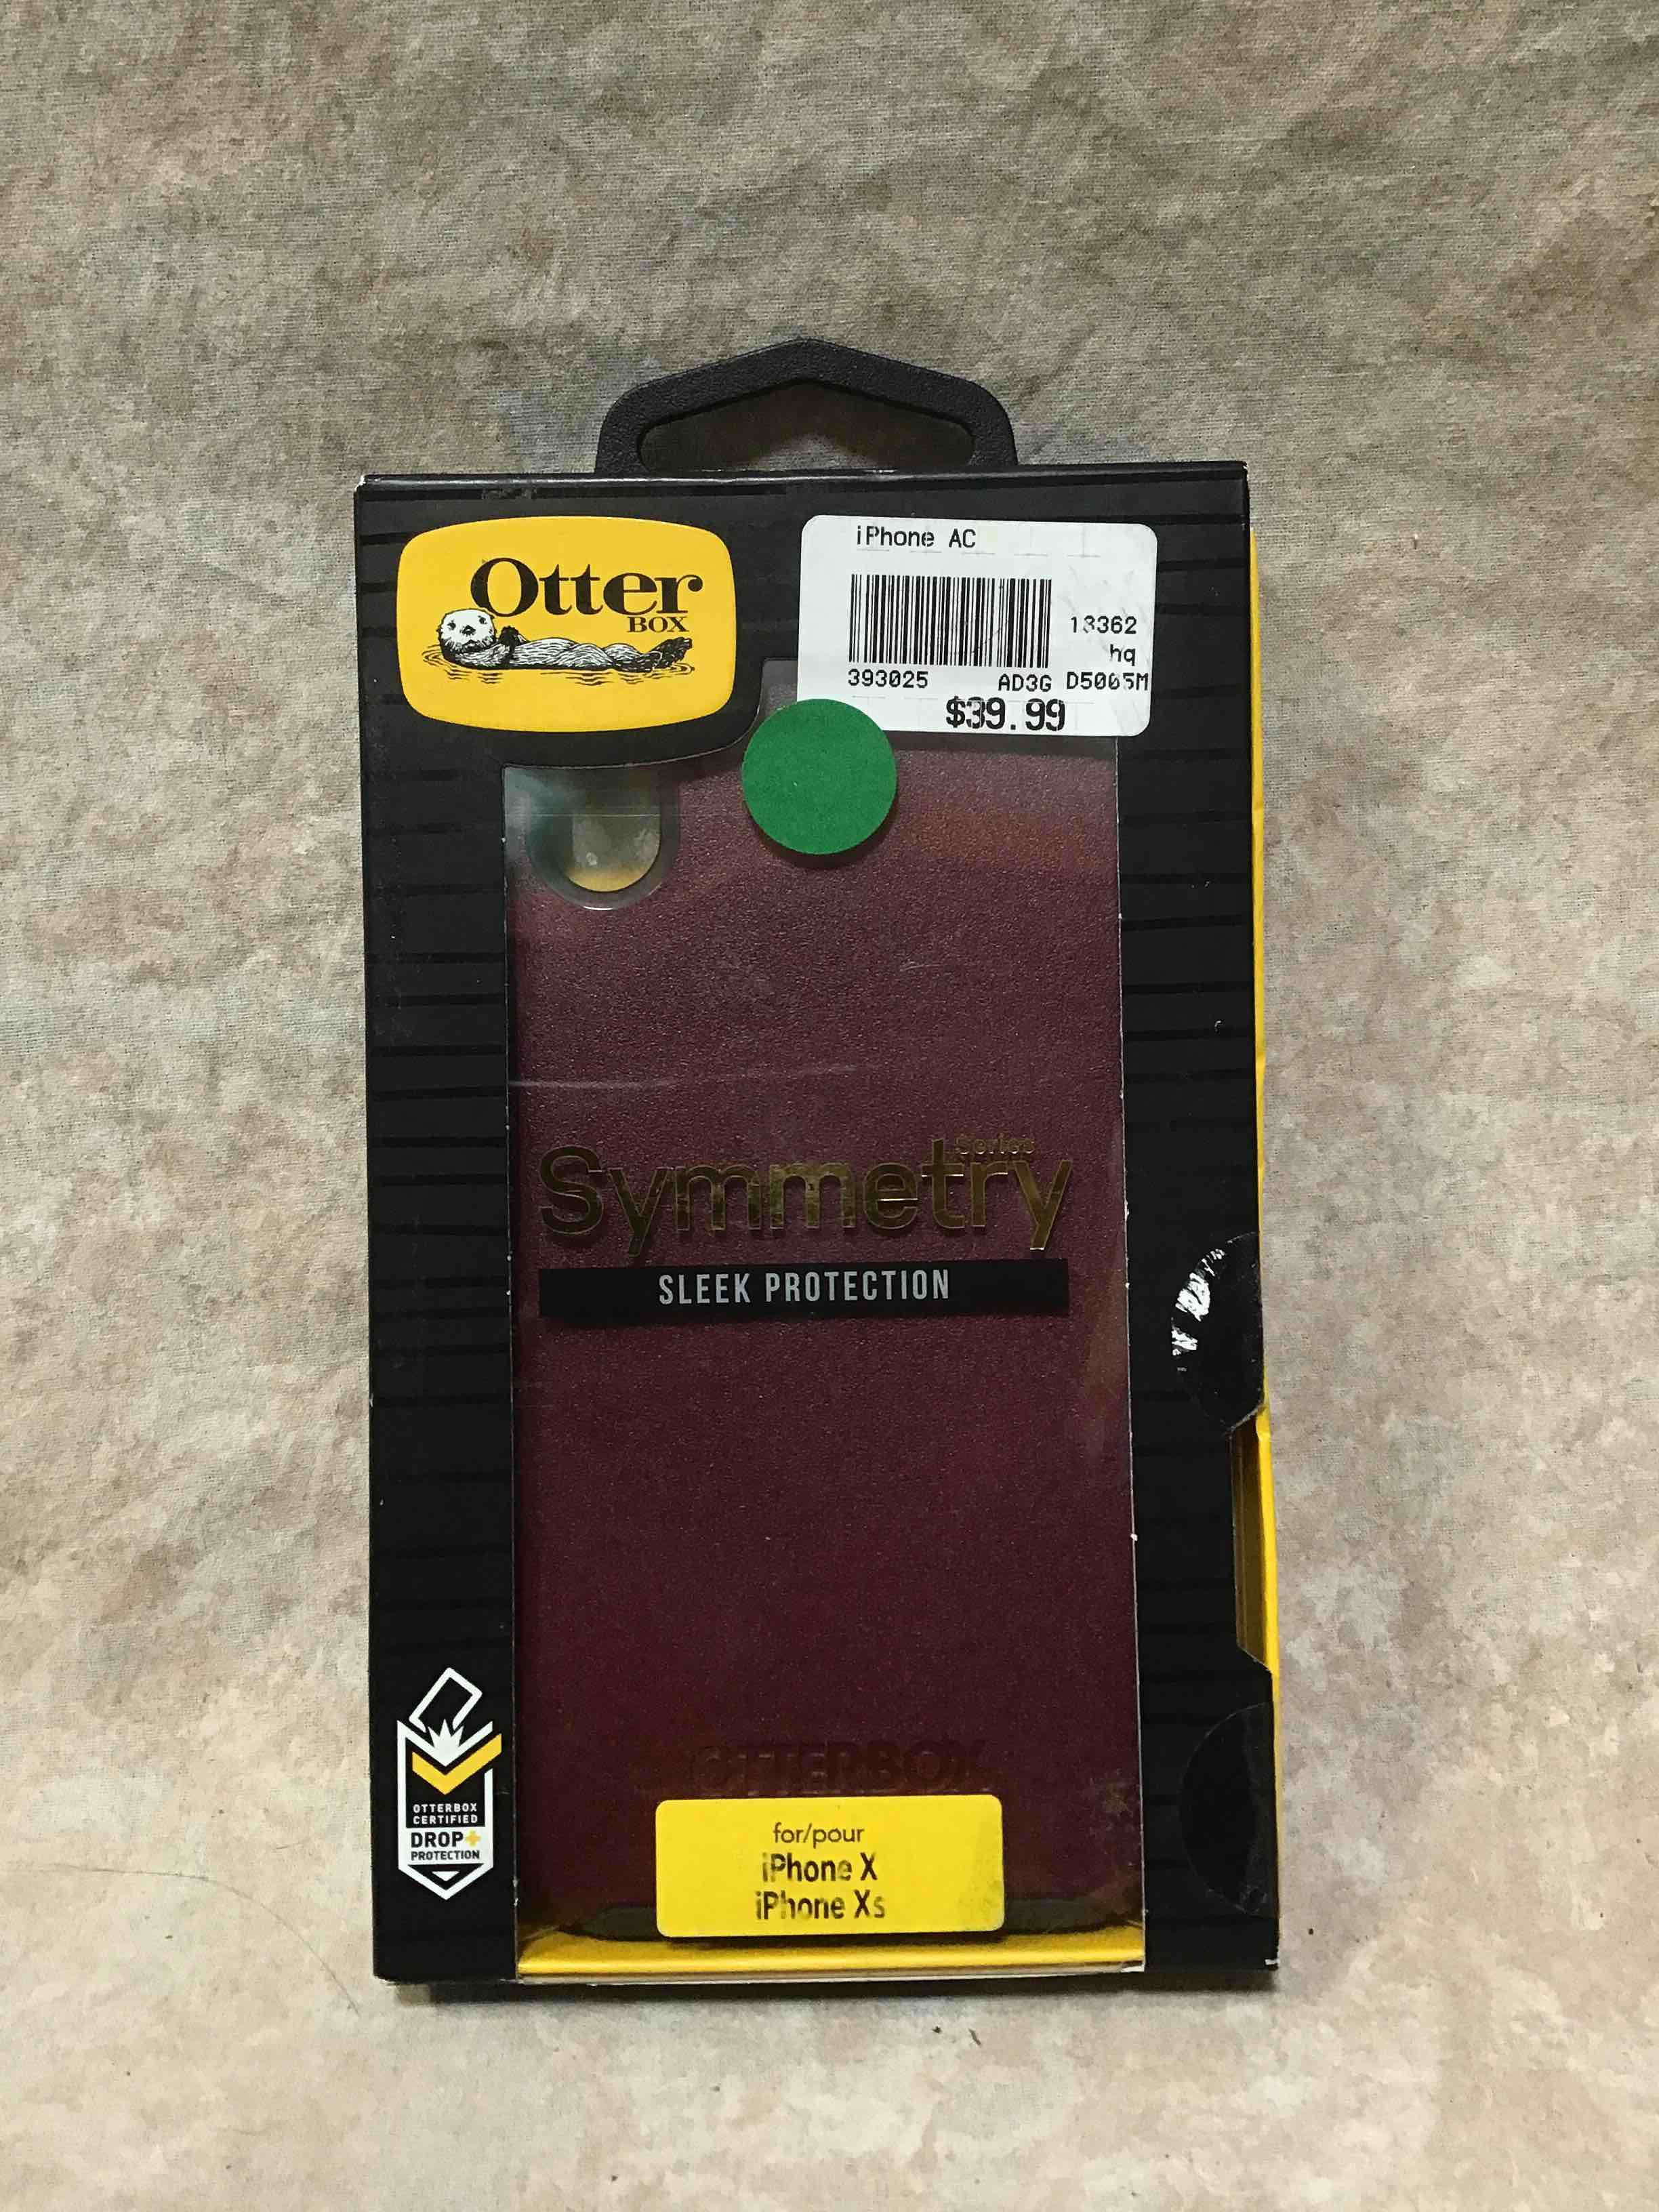 Otter
BOX
iPhone AC
13362
hq
393025 AD3G D5005M
$39.99
Series
Symmetry
SLEEK PROTECTION
OTTERBOX
OTTERBOX
CERTIFIED
DROP+
PROTECTION
for/pour
iPhone X
iPhone Xs